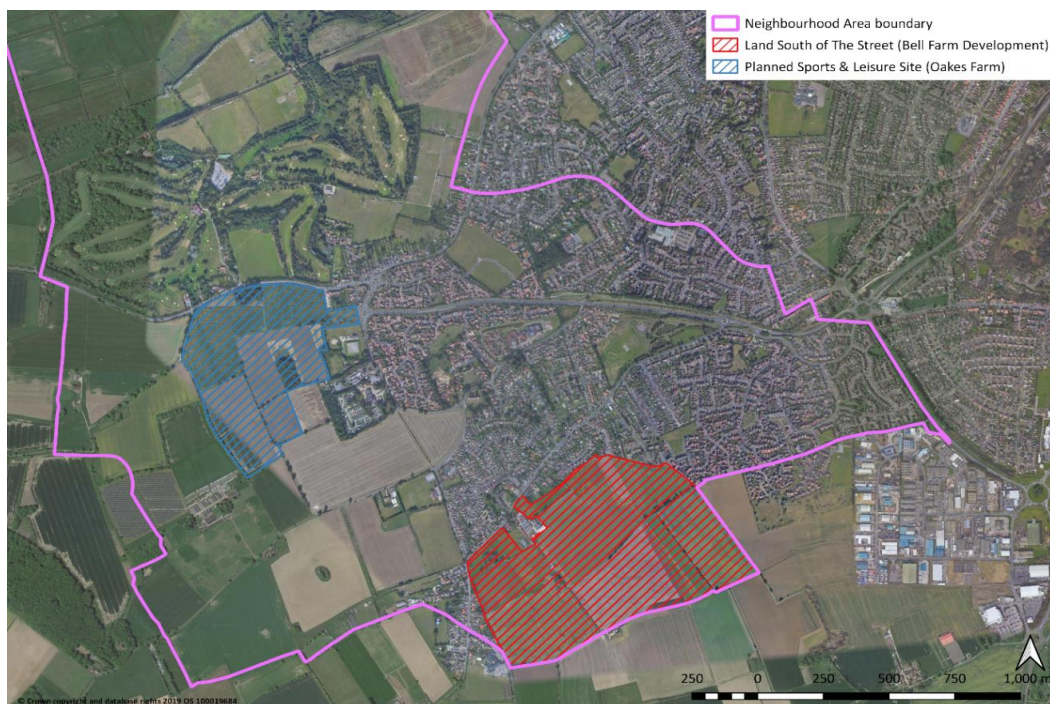 Neighbourhood Area boundary
Land South of The Street (Bell Farm Development)
Planned Sports & Leisure Site (Oakes Farm)
250 0 250 500 750 1,000 m
© Crown copyright and database rights 2019 OS 100019684